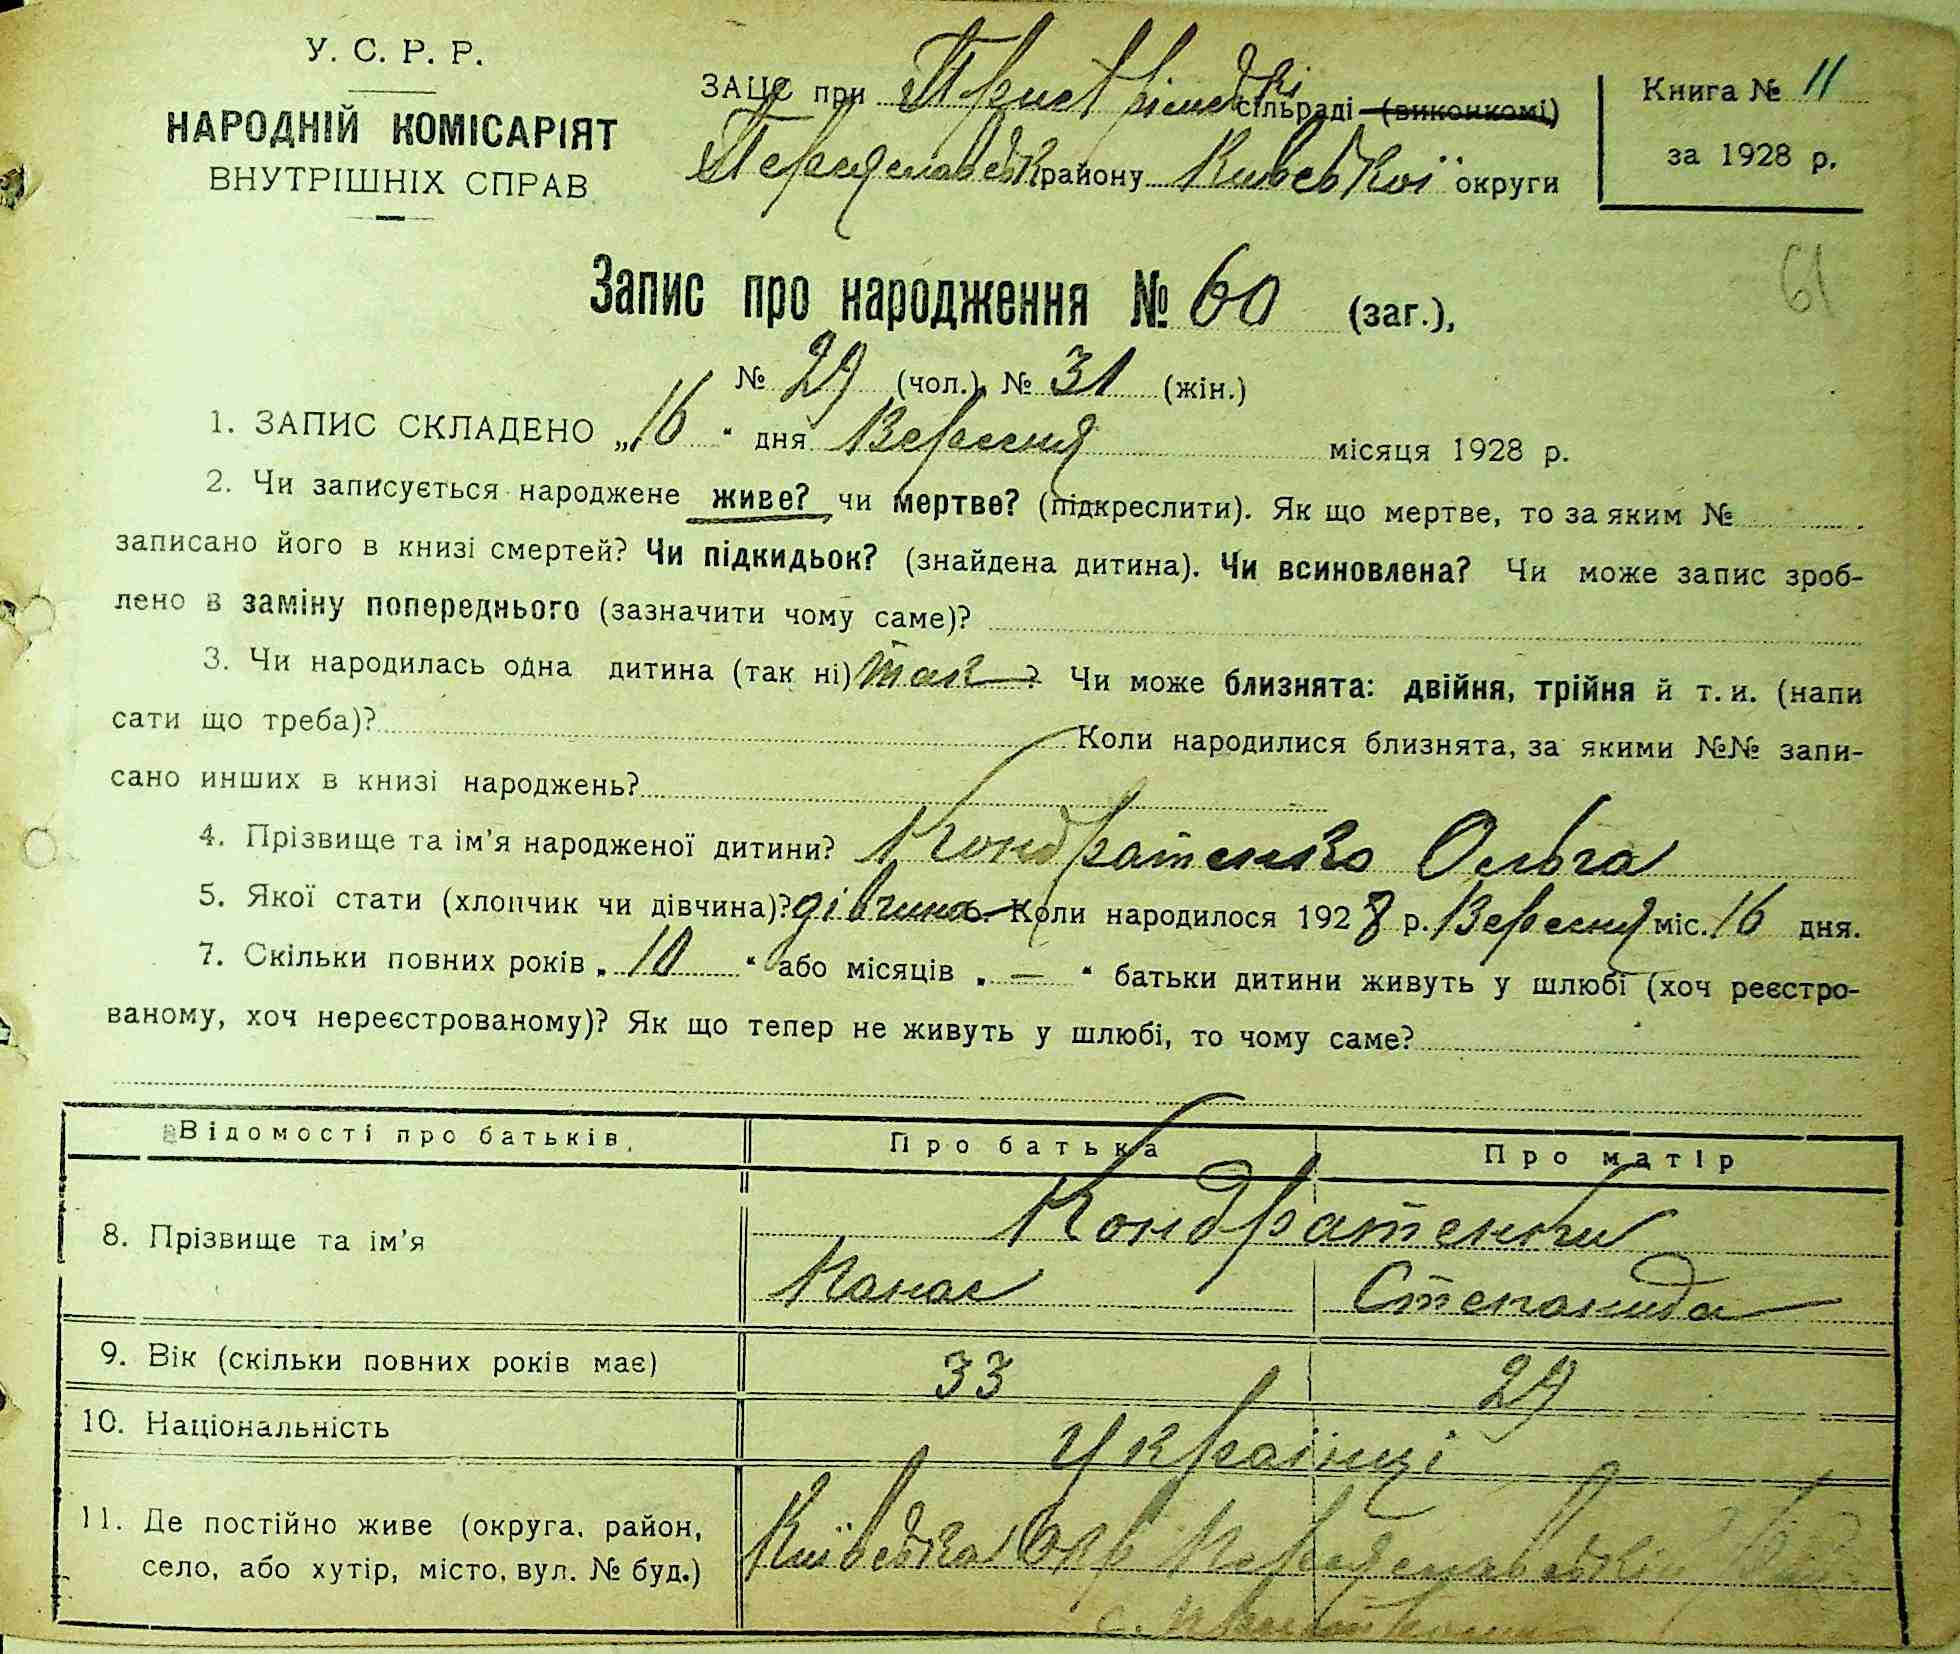 У. С. Р. Р.
НАРОДНІЙ КОМІСАРІЯТ
ВНУТРІШНІХ СПРАВ
ЗАЦС при сільраді (виконкомі)
Переяславськ району Київської округи
Книга № 11
за 1928 р.
61
Запис про народження № 60 (заг.),
№ 29 (чол.), № 31 (жін.)
1. ЗАПИС СКЛАДЕНО „16 “ дня Вересня місяця 1928 р.
2. Чи записується народжене живе? чи мертве? (підкреслити). Як що мертве, то за яким №
записано його в книзі смертей? Чи підкидьок? (знайдена дитина). Чи всиновлена? Чи може запис зроб-
лено в заміну попереднього (зазначити чому саме)?
3. Чи народилась одна дитина (так ні) так ? Чи може близнята: двійня, трійня й т. и. (напи
сати що треба)? Коли народилися близнята, за якими №№ запи-
сано инших в книзі народжень?
4. Прізвище та ім'я народженої дитини? Кондратенко Ольга
5. Якої стати (хлопчик чи дівчина)? дівчина. Коли народилося 1928 р. Вересня міс. 16 дня.
7. Скільки повних років „ 10 “ або місяців „ — “ батьки дитини живуть у шлюбі (хоч реєстро-
ваному, хоч нереєстрованому)? Як що тепер не живуть у шлюбі, то чому саме?
Відомості про батьків. Про батька Про матір
8. Прізвище та ім'я Кондратенки
Панас Степанида
9. Вік (скільки повних років має) 33 29
10. Національність Українці
11. Де постійно живе (округа, район, село, або хутір, місто, вул. № буд.) Київська Окр Переяславський